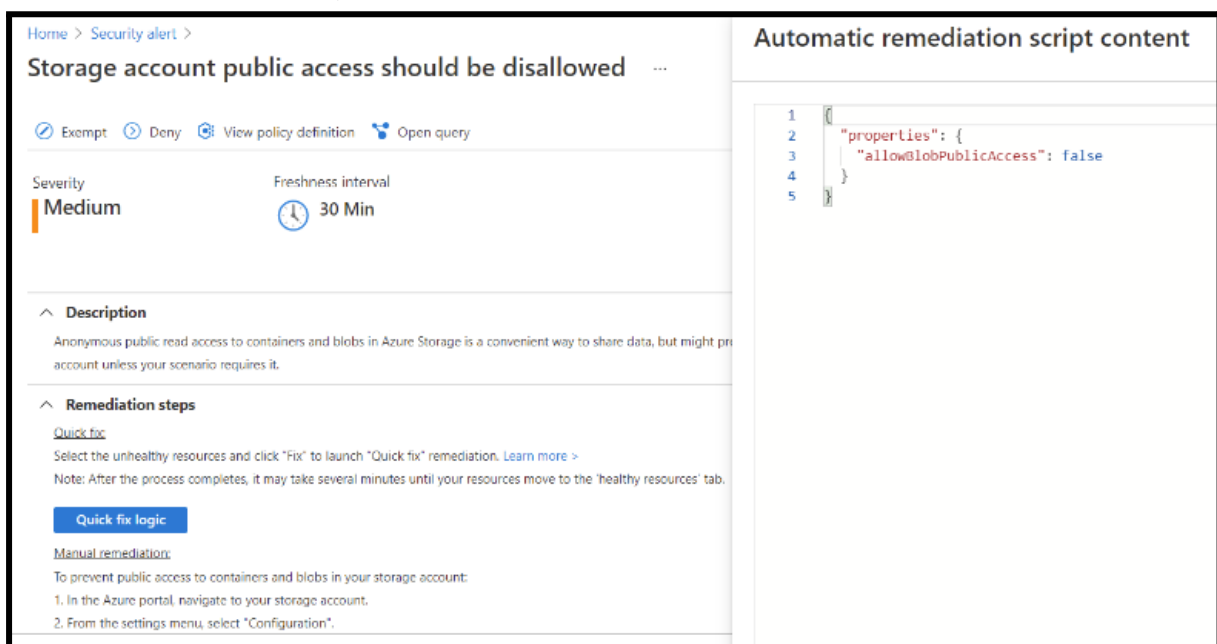 Home > Security alert >
Storage account public access should be disallowed ...
Exempt Deny View policy definition Open query
Severity
Medium
Freshness interval
30 Min
Description
Anonymous public read access to containers and blobs in Azure Storage is a convenient way to share data, but might pr
account unless your scenario requires it.
Remediation steps
Quick fix:
Select the unhealthy resources and click "Fix" to launch "Quick fix" remediation. Learn more >
Note: After the process completes, it may take several minutes until your resources move to the 'healthy resources' tab.
Quick fix logic
Manual remediation:
To prevent public access to containers and blobs in your storage account:
1. In the Azure portal, navigate to your storage account.
2. From the settings menu, select "Configuration".
Automatic remediation script content
1 {
2 "properties": {
3 "allowBlobPublicAccess": false
4 }
5 }